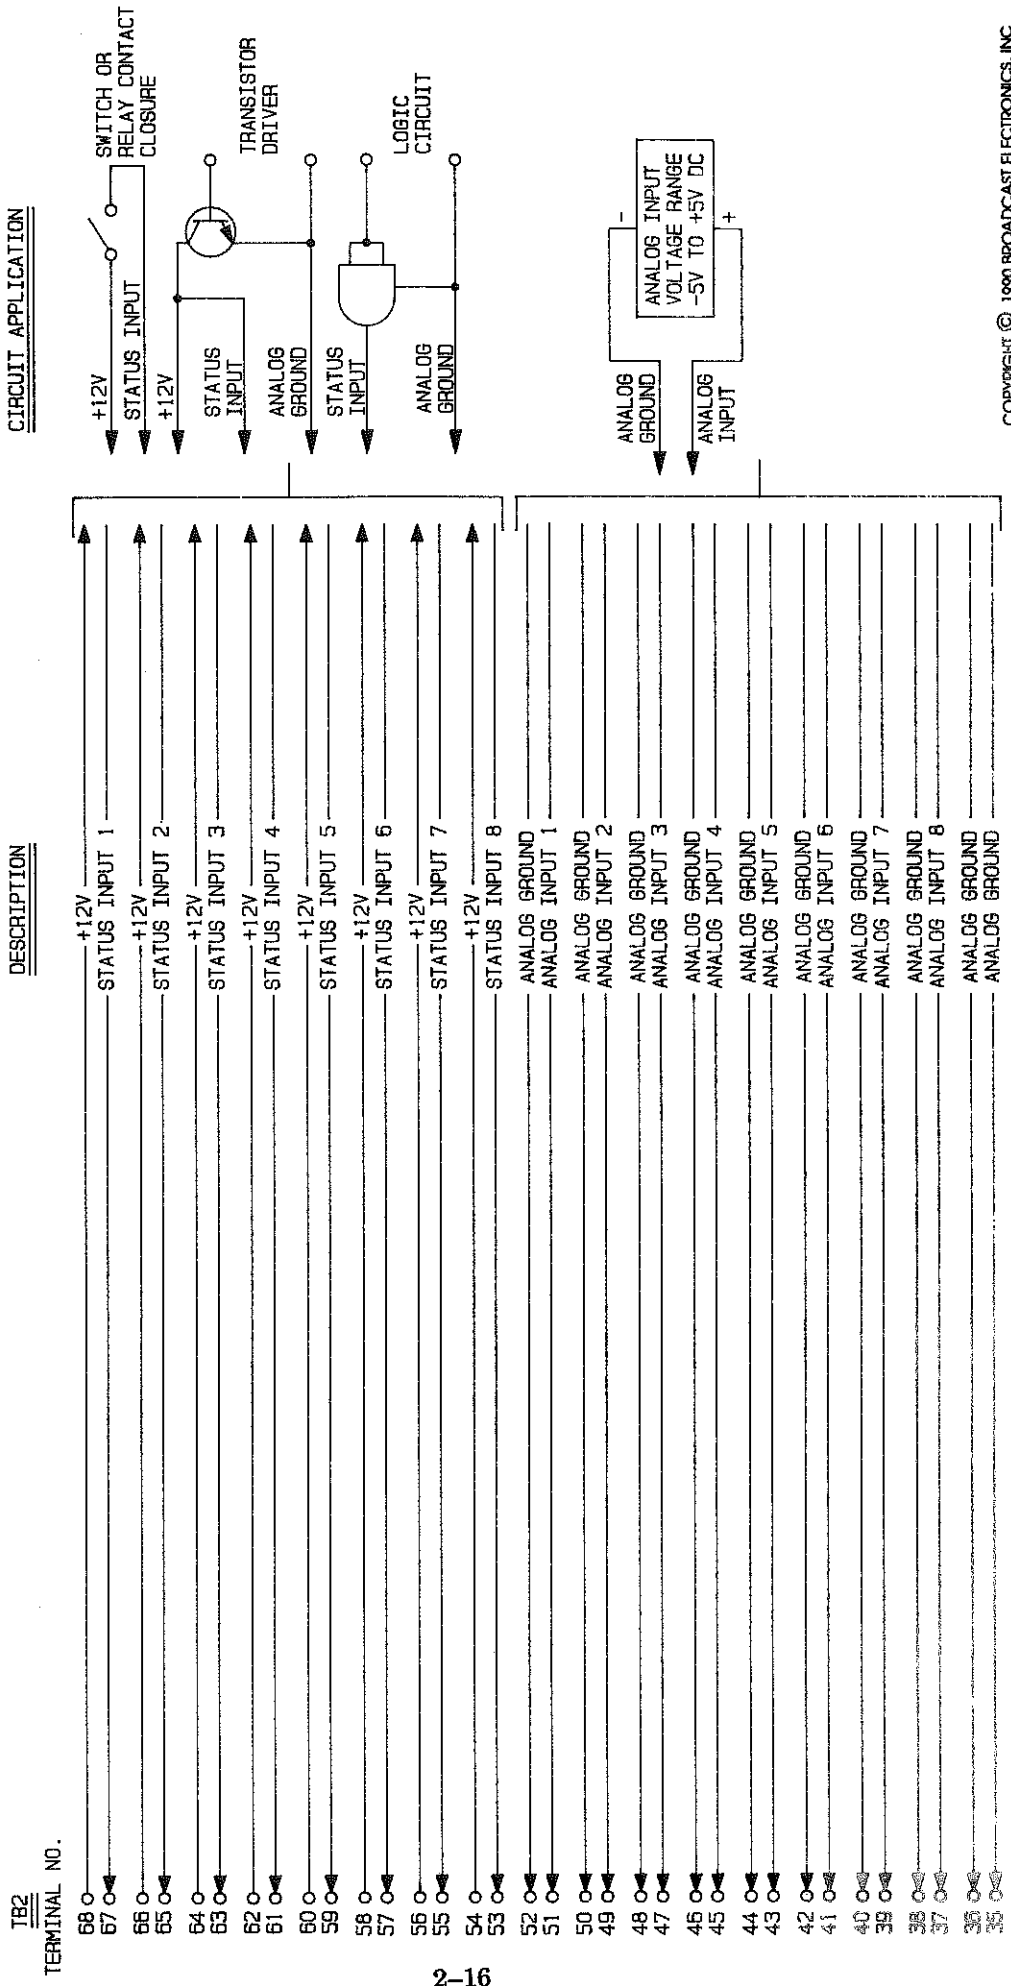 TB2
TERMINAL NO.
DESCRIPTION
CIRCUIT APPLICATION
68 +12V
67 STATUS INPUT 1
66 +12V
65 STATUS INPUT 2
64 +12V
63 STATUS INPUT 3
62 +12V
61 STATUS INPUT 4
60 +12V
59 STATUS INPUT 5
58 +12V
57 STATUS INPUT 6
56 +12V
55 STATUS INPUT 7
54 +12V
53 STATUS INPUT 8
52 ANALOG GROUND
51 ANALOG INPUT 1
50 ANALOG GROUND
49 ANALOG INPUT 2
48 ANALOG GROUND
47 ANALOG INPUT 3
46 ANALOG GROUND
45 ANALOG INPUT 4
44 ANALOG GROUND
43 ANALOG INPUT 5
42 ANALOG GROUND
41 ANALOG INPUT 6
40 ANALOG GROUND
39 ANALOG INPUT 7
38 ANALOG GROUND
37 ANALOG INPUT 8
36 ANALOG GROUND
35 ANALOG GROUND
+12V
STATUS INPUT
SWITCH OR
RELAY CONTACT
CLOSURE
+12V
STATUS
INPUT
ANALOG
GROUND
TRANSISTOR
DRIVER
STATUS
INPUT
ANALOG
GROUND
LOGIC
CIRCUIT
ANALOG
GROUND
ANALOG
INPUT
-
ANALOG INPUT
VOLTAGE RANGE
-5V TO +5V DC
+
COPYRIGHT © 1990 BROADCAST ELECTRONICS, INC
2-16